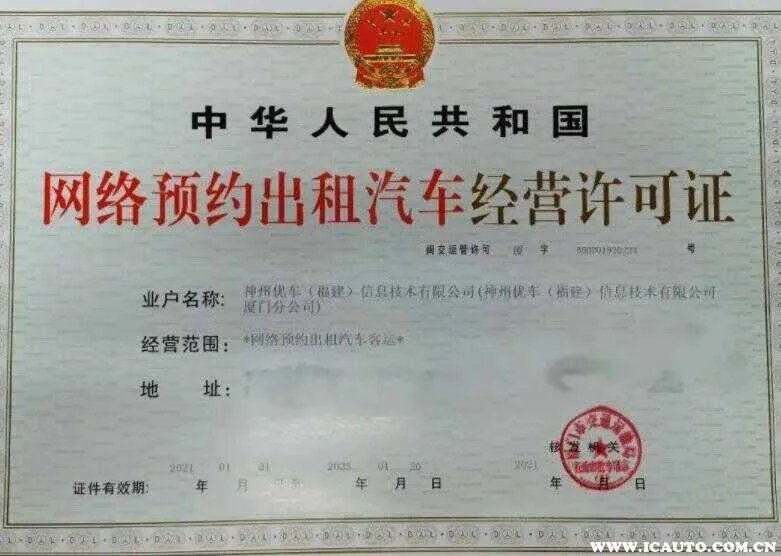 中华人民共和国
网络预约出租汽车经营许可证
闽交运管许可 厦 字 号
业户名称: 神州优车（福建）信息技术有限公司(神州优车（福建）信息技术有限公司
厦门分公司)
经营范围: *网络预约出租汽车客运*
地 址:
核发机关
2021 01 21 2025 01 20 2021
证件有效期: 年 月 年 月 日 年 月
WWW.ICAUTO.COM.CN